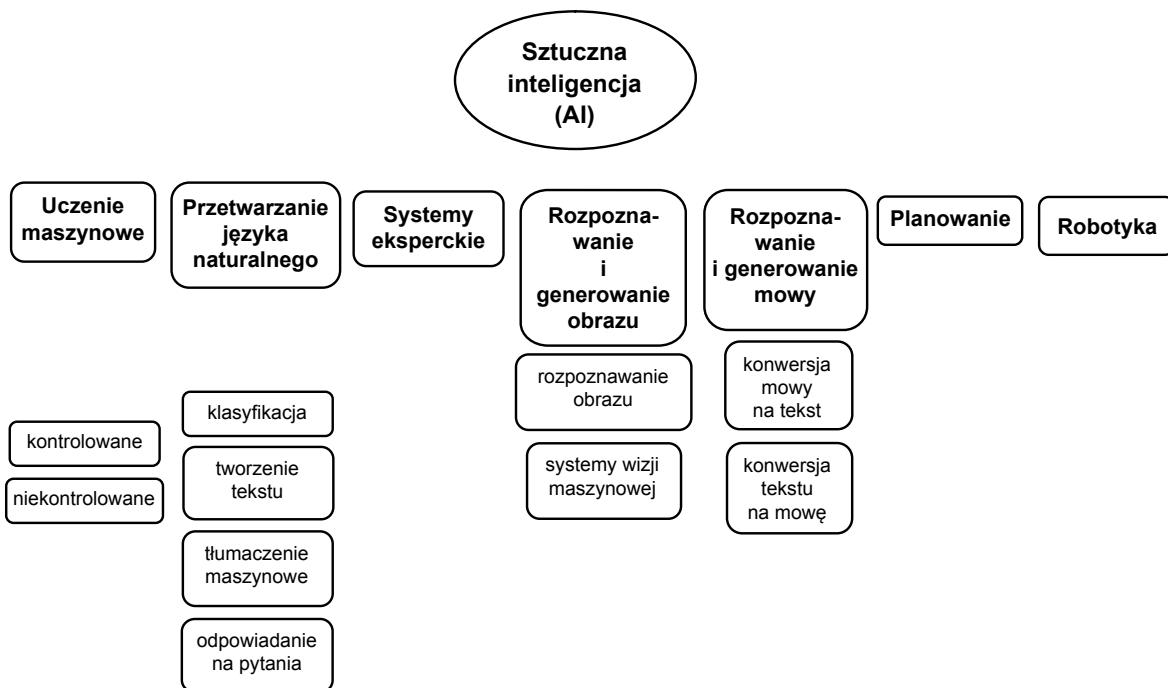 Sztuczna
inteligencja
(AI)
Uczenie
maszynowe
Przetwarzanie
języka
naturalnego
Systemy
eksperckie
Rozpozna-
wanie
i
generowanie
obrazu
Rozpozna-
wanie
i generowanie
mowy
Planowanie
Robotyka
kontrolowane
niekontrolowane
klasyfikacja
tworzenie
tekstu
tłumaczenie
maszynowe
odpowiadanie
na pytania
rozpoznawanie
obrazu
systemy wizji
maszynowej
konwersja
mowy
na tekst
konwersja
tekstu
na mowę